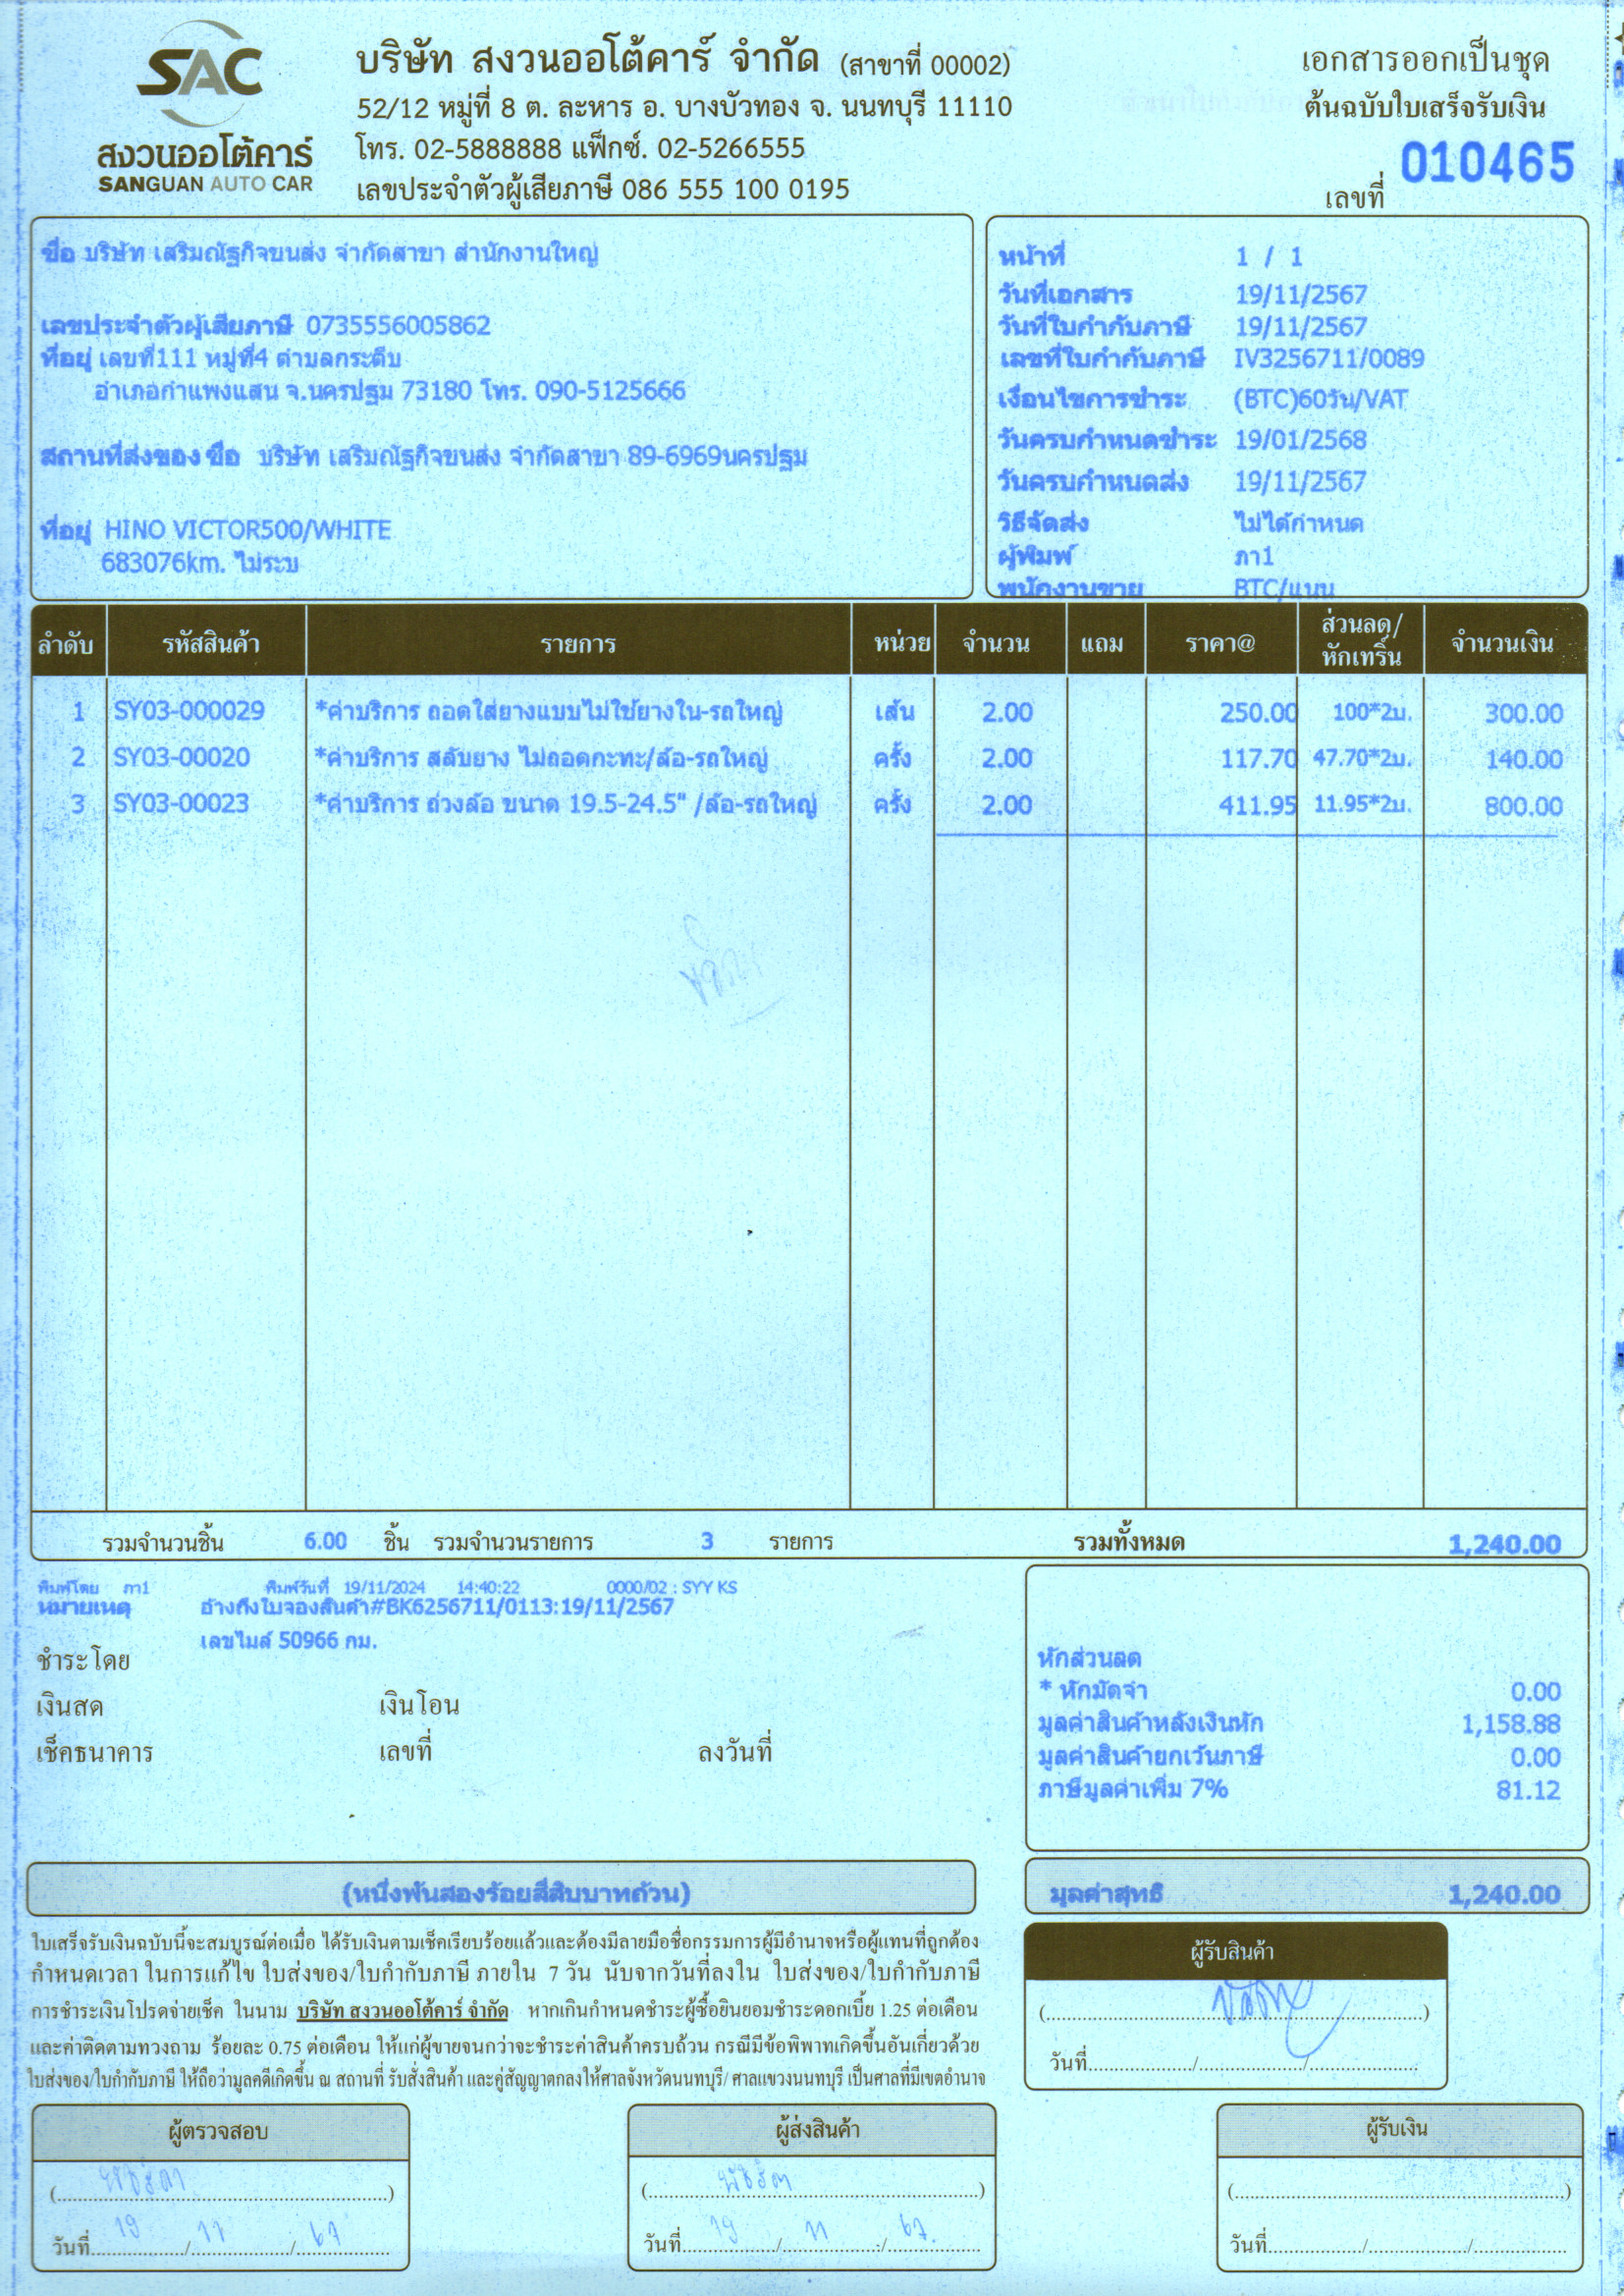 SAC
สงวนออโต้คาร์
SANGUAN AUTO CAR
บริษัท สงวนออโต้คาร์ จำกัด (สาขาที่ 00002)
52/12 หมู่ที่ 8 ต. ละหาร อ. บางบัวทอง จ. นนทบุรี 11110
โทร. 02-5888888 แฟ็กซ์. 02-5266555
เลขประจำตัวผู้เสียภาษี 086 555 100 0195
เอกสารออกเป็นชุด
ต้นฉบับใบเสร็จรับเงิน
เลขที่ 010465
ชื่อ บริษัท เสริมณัฐกิจขนส่ง จำกัดสาขา สำนักงานใหญ่
เลขประจำตัวผู้เสียภาษี 0735556005862
ที่อยู่ เลขที่111 หมู่ที่4 ตำบลกระตีบ
อำเภอกำแพงแสน จ.นครปฐม 73180 โทร. 090-5125666
สถานที่ส่งของ ชื่อ บริษัท เสริมณัฐกิจขนส่ง จำกัดสาขา 89-6969นครปฐม
ที่อยู่ HINO VICTOR500/WHITE
683076km. ไม่ระบ
หน้าที่ 1 / 1
วันที่เอกสาร 19/11/2567
วันที่ใบกำกับภาษี 19/11/2567
เลขที่ใบกำกับภาษี IV3256711/0089
เงื่อนไขการชำระ (BTC)60วัน/VAT
วันครบกำหนดชำระ 19/01/2568
วันครบกำหนดส่ง 19/11/2567
วิธีจัดส่ง ไม่ได้กำหนด
ผู้พิมพ์ ภา1
พนักงานขาย BTC/แนน
ลำดับ รหัสสินค้า รายการ หน่วย จำนวน แถม ราคา@ ส่วนลด/หักเทริ์น จำนวนเงิน
1 SY03-000029 *ค่าบริการ ถอดใส่ยางแบบไม่ใช้ยางใน-รถใหญ่ เส้น 2.00 250.00 100*2บ. 300.00
2 SY03-00020 *ค่าบริการ สลับยาง ไม่ถอดกะทะ/ล้อ-รถใหญ่ ครั้ง 2.00 117.70 47.70*2บ. 140.00
3 SY03-00023 *ค่าบริการ ถ่วงล้อ ขนาด 19.5-24.5" /ล้อ-รถใหญ่ ครั้ง 2.00 411.95 11.95*2บ. 800.00
รวมจำนวนชิ้น 6.00 ชิ้น รวมจำนวนรายการ 3 รายการ รวมทั้งหมด 1,240.00
พิมพ์โดย ภา1 พิมพ์วันที่ 19/11/2024 14:40:22 0000/02 : SYY KS
หมายเหตุ อ้างถึงใบจองสินค้า#BK6256711/0113:19/11/2567
เลขไมล์ 50966 กม.
ชำระโดย
เงินสด เงินโอน
เช็คธนาคาร เลขที่ ลงวันที่
หักส่วนลด
* หักมัดจำ 0.00
มูลค่าสินค้าหลังเงินหัก 1,158.88
มูลค่าสินค้ายกเว้นภาษี 0.00
ภาษีมูลค่าเพิ่ม 7% 81.12
(หนึ่งพันสองร้อยสี่สิบบาทถ้วน)
มูลค่าสุทธิ 1,240.00
ใบเสร็จรับเงินฉบับนี้จะสมบูรณ์ต่อเมื่อ ได้รับเงินตามเช็คเรียบร้อยแล้วและต้องมีลายมือชื่อกรรมการผู้มีอำนาจหรือผู้แทนที่ถูกต้อง
กำหนดเวลา ในการแก้ไข ใบส่งของ/ใบกำกับภาษี ภายใน 7 วัน นับจากวันที่ลงใน ใบส่งของ/ใบกำกับภาษี
การชำระเงินโปรดจ่ายเช็ค ในนาม บริษัท สงวนออโต้คาร์ จำกัด หากเกินกำหนดชำระผู้ซื้อยินยอมชำระดอกเบี้ย 1.25 ต่อเดือน
และค่าติดตามทวงถาม ร้อยละ 0.75 ต่อเดือน ให้แก่ผู้ขายจนกว่าจะชำระค่าสินค้าครบถ้วน กรณีมีข้อพิพาทเกิดขึ้นอันเกี่ยวด้วย
ใบส่งของ/ใบกำกับภาษี ให้ถือว่ามูลคดีเกิดขึ้น ณ สถานที่ รับสั่งสินค้า และคู่สัญญาตกลงให้ศาลจังหวัดนนทบุรี/ ศาลแขวงนนทบุรี เป็นศาลที่มีเขตอำนาจ
ผู้รับสินค้า
วันที่
ผู้ตรวจสอบ
วันที่ 19/11/67
ผู้ส่งสินค้า
วันที่ 19/11/67
ผู้รับเงิน
วันที่